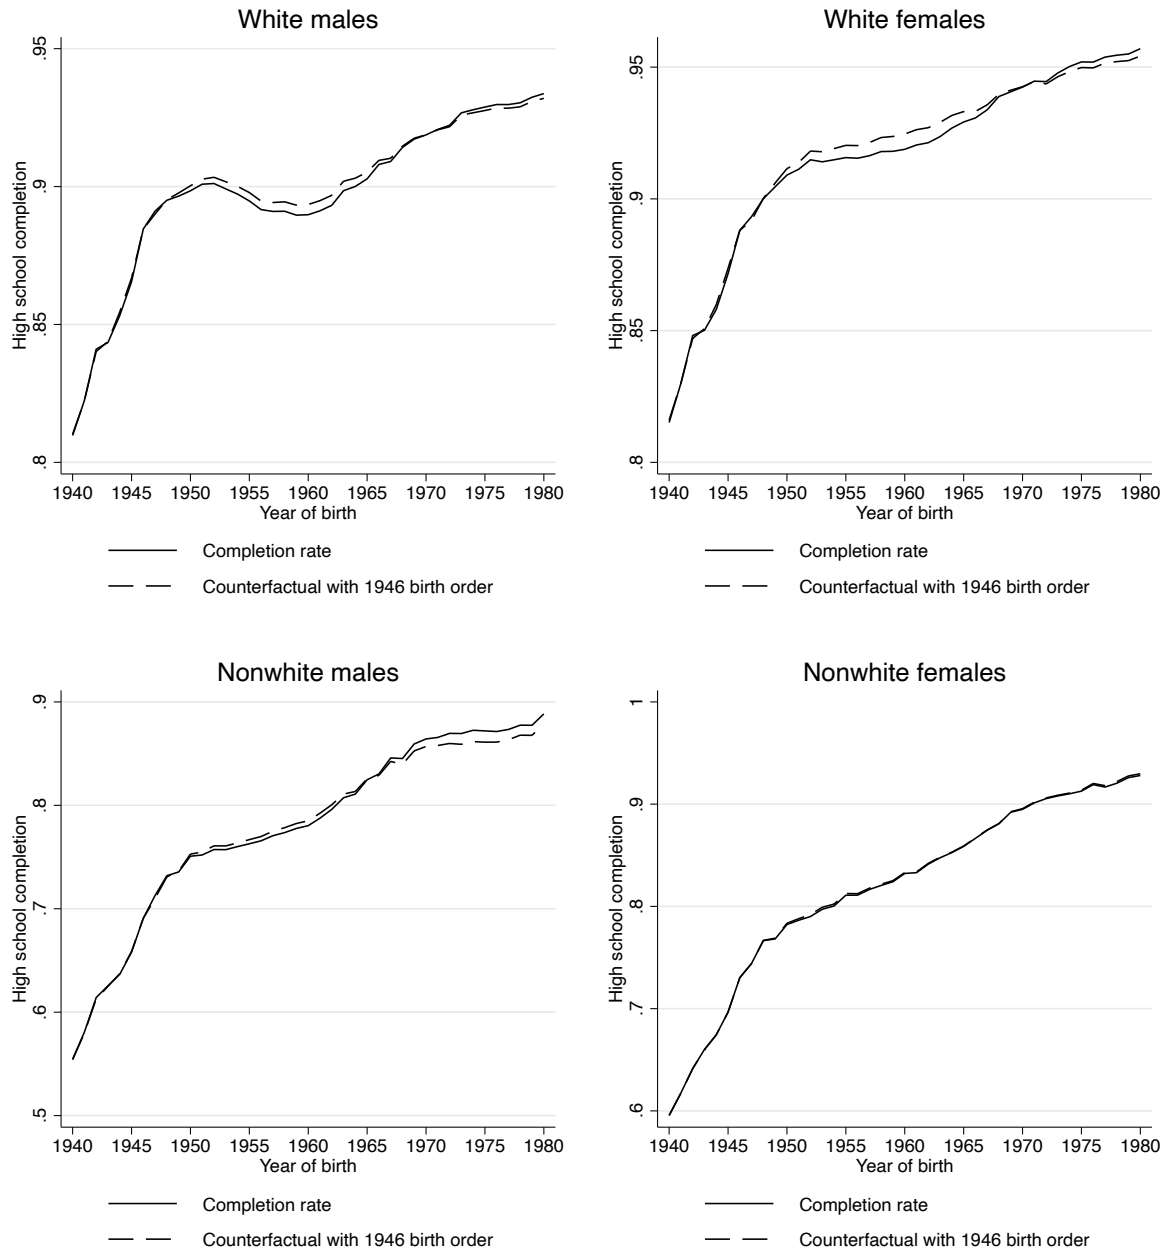 White males
High school completion
.95
.9
.85
.8
1940 1945 1950 1955 1960 1965 1970 1975 1980
Year of birth
Completion rate
Counterfactual with 1946 birth order
White females
High school completion
.95
.9
.85
.8
1940 1945 1950 1955 1960 1965 1970 1975 1980
Year of birth
Completion rate
Counterfactual with 1946 birth order
Nonwhite males
High school completion
.9
.8
.7
.6
.5
1940 1945 1950 1955 1960 1965 1970 1975 1980
Year of birth
Completion rate
Counterfactual with 1946 birth order
Nonwhite females
High school completion
1
.9
.8
.7
.6
1940 1945 1950 1955 1960 1965 1970 1975 1980
Year of birth
Completion rate
Counterfactual with 1946 birth order